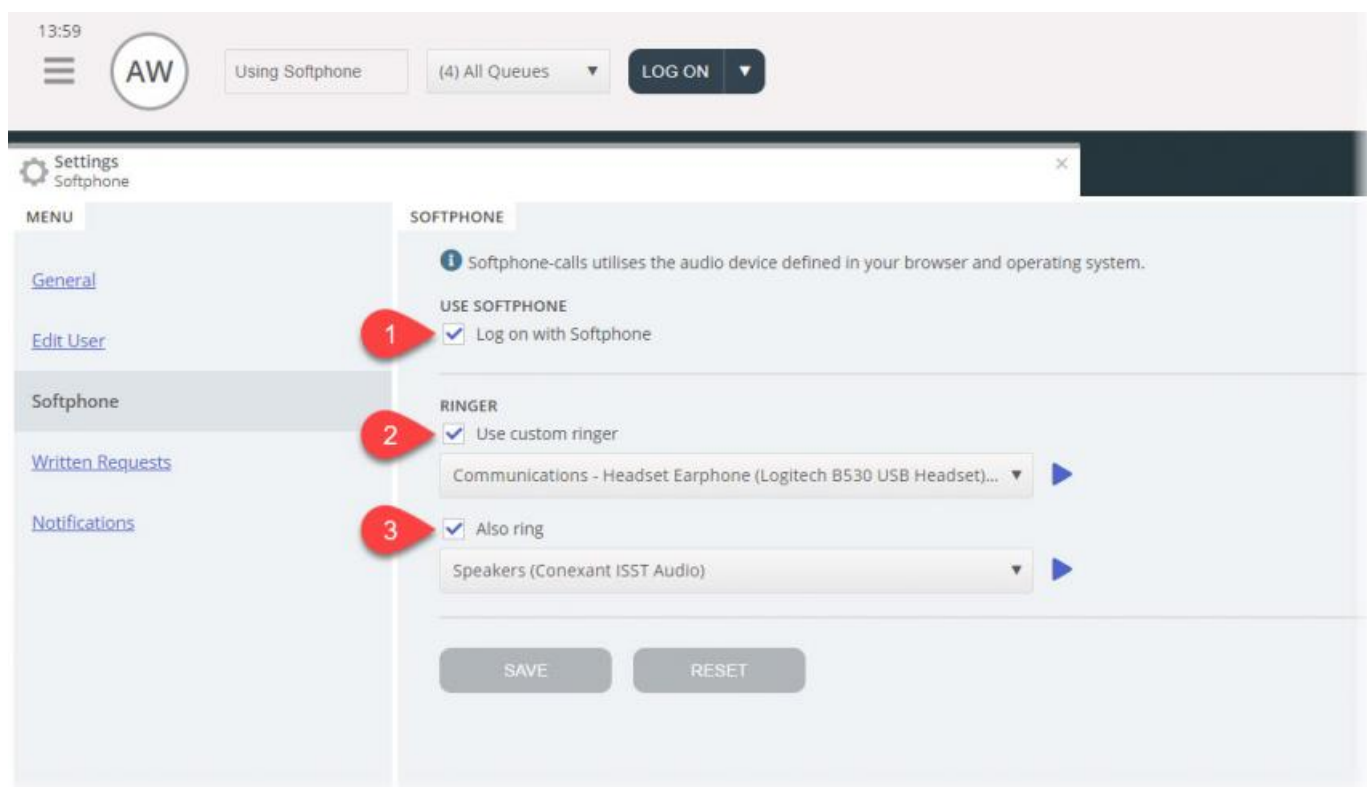 13:59
AW
Using Softphone
(4) All Queues
LOG ON
Settings
Softphone
MENU
General
Edit User
Softphone
Written Requests
Notifications
SOFTPHONE
Softphone-calls utilises the audio device defined in your browser and operating system.
USE SOFTPHONE
1
Log on with Softphone
RINGER
2
Use custom ringer
Communications - Headset Earphone (Logitech B530 USB Headset)...
3
Also ring
Speakers (Conexant ISST Audio)
SAVE
RESET